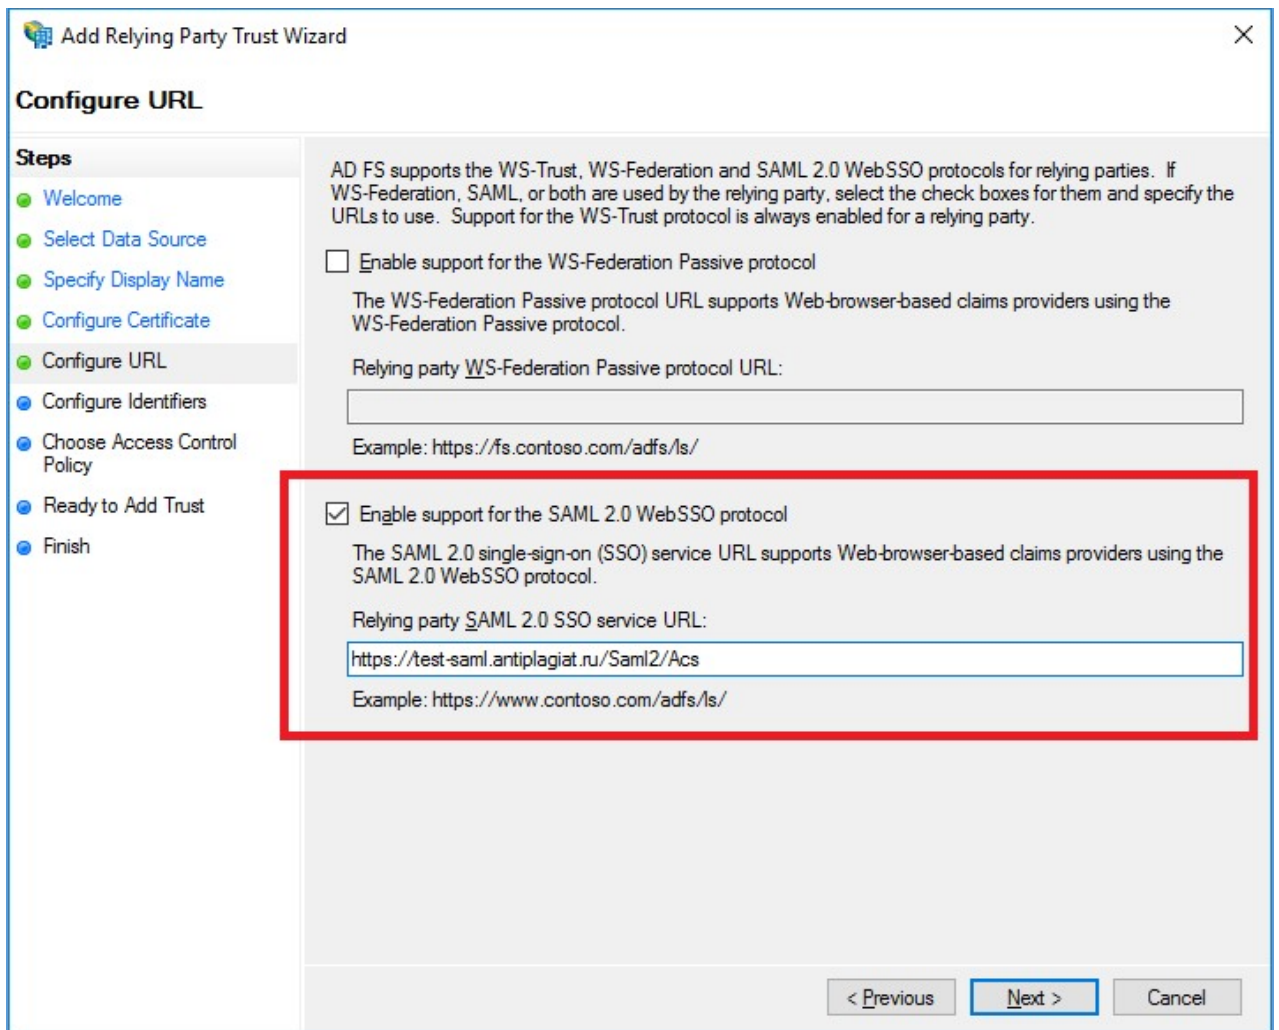 Add Relying Party Trust Wizard
Configure URL
Steps
Welcome
Select Data Source
Specify Display Name
Configure Certificate
Configure URL
Configure Identifiers
Choose Access Control
Policy
Ready to Add Trust
Finish
AD FS supports the WS-Trust, WS-Federation and SAML 2.0 WebSSO protocols for relying parties.  If
WS-Federation, SAML, or both are used by the relying party, select the check boxes for them and specify the
URLs to use.  Support for the WS-Trust protocol is always enabled for a relying party.
Enable support for the WS-Federation Passive protocol
The WS-Federation Passive protocol URL supports Web-browser-based claims providers using the
WS-Federation Passive protocol.
Relying party WS-Federation Passive protocol URL:
Example: https://fs.contoso.com/adfs/ls/
Enable support for the SAML 2.0 WebSSO protocol
The SAML 2.0 single-sign-on (SSO) service URL supports Web-browser-based claims providers using the
SAML 2.0 WebSSO protocol.
Relying party SAML 2.0 SSO service URL:
https://test-saml.antiplagiat.ru/Saml2/Acs
Example: https://www.contoso.com/adfs/ls/
< Previous
Next >
Cancel